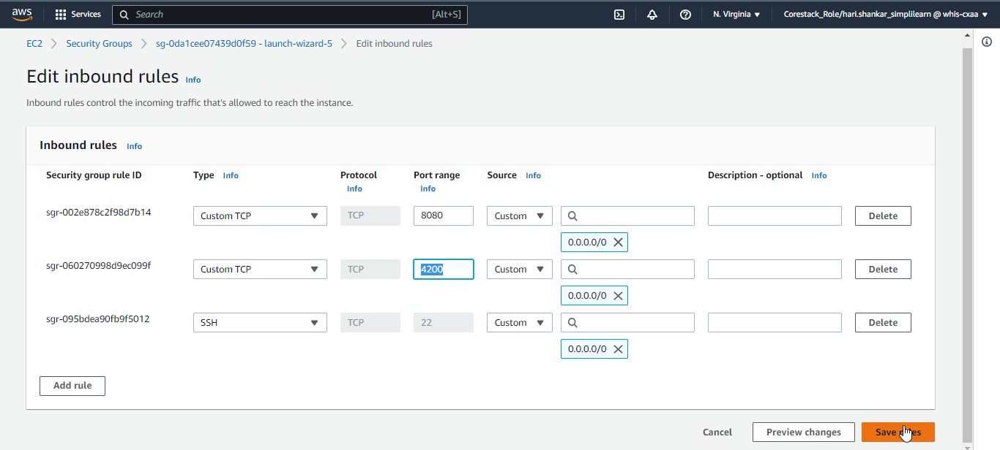 aws Services Search [Alt+S] N. Virginia Corestack_Role/hari.shankar_simplilearn @ whis-cxaa
EC2 Security Groups sg-0da1cee07439d0f59 - launch-wizard-5 Edit inbound rules
Edit inbound rules Info
Inbound rules control the incoming traffic that's allowed to reach the instance.
Inbound rules Info
Security group rule ID Type Info Protocol Port range Source Info Description - optional Info
Info Info
sgr-002e878c2f98d7b14 Custom TCP TCP 8080 Custom Delete
0.0.0.0/0
sgr-060270998d9ec099f Custom TCP TCP 4200 Custom Delete
0.0.0.0/0
sgr-095bdea90fb9f5012 SSH TCP 22 Custom Delete
0.0.0.0/0
Add rule
Cancel Preview changes Save rules